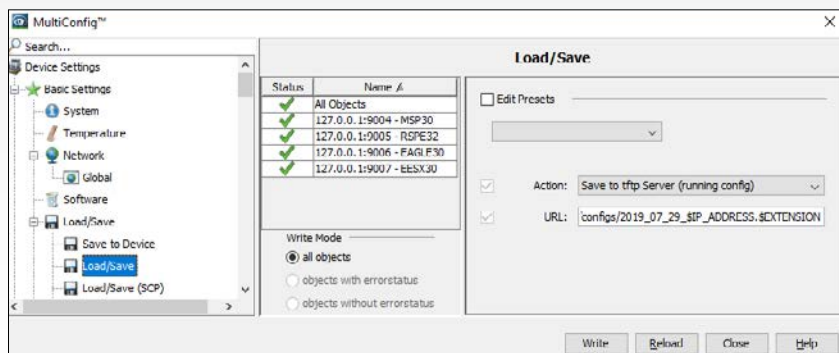 MultiConfig™
Search...
Device Settings
Basic Settings
System
Temperature
Network
Global
Software
Load/Save
Save to Device
Load/Save
Load/Save (SCP)
Load/Save
Status Name
All Objects
127.0.0.1:9004 - MSP30
127.0.0.1:9005 - RSPE32
127.0.0.1:9006 - EAGLE30
127.0.0.1:9007 - EESX30
Write Mode
all objects
objects with errorstatus
objects without errorstatus
Edit Presets
Action: Save to tftp Server (running config)
URL: configs/2019_07_29_$IP_ADDRESS.$EXTENSION
Write Reload Close Help